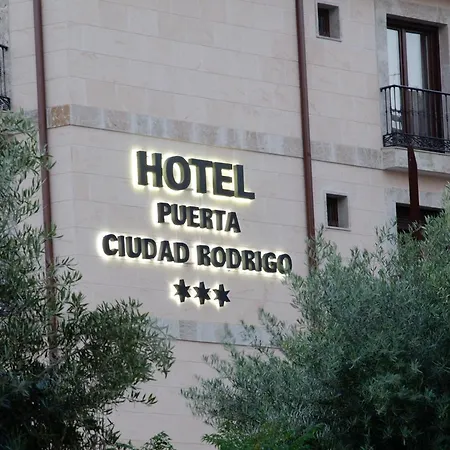 HOTEL
PUERTA
CIUDAD RODRIGO
★★★